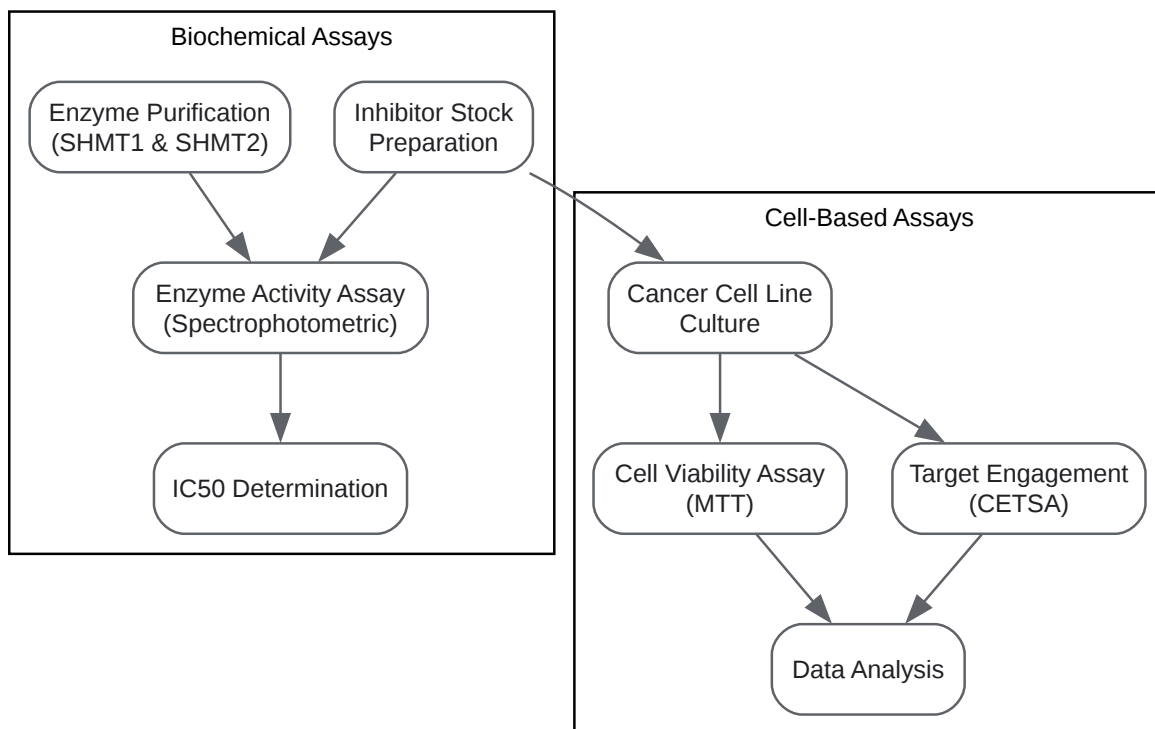 Biochemical Assays
Enzyme Purification
(SHMT1 & SHMT2)
Inhibitor Stock
Preparation
Enzyme Activity Assay
(Spectrophotometric)
IC50 Determination
Cell-Based Assays
Cancer Cell Line
Culture
Cell Viability Assay
(MTT)
Target Engagement
(CETSA)
Data Analysis